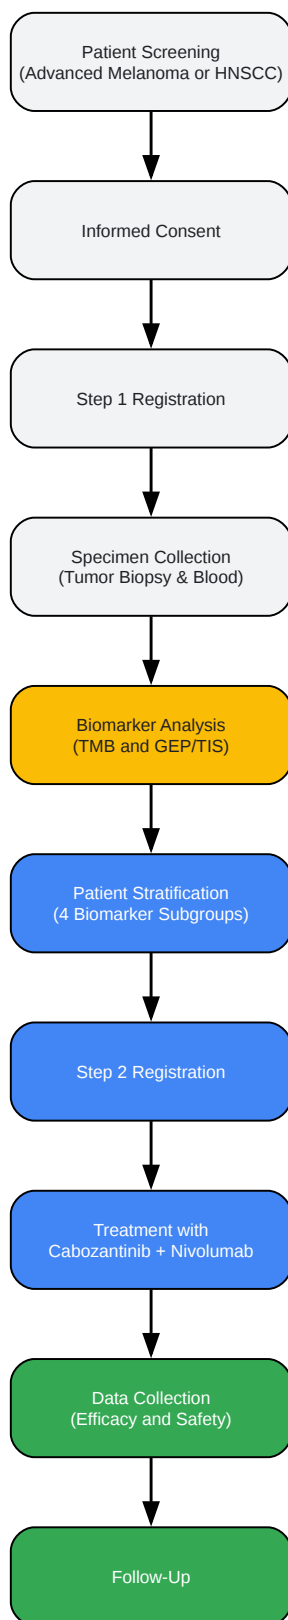 Patient Screening
(Advanced Melanoma or HNSCC)
Informed Consent
Step 1 Registration
Specimen Collection
(Tumor Biopsy & Blood)
Biomarker Analysis
(TMB and GEP/TIS)
Patient Stratification
(4 Biomarker Subgroups)
Step 2 Registration
Treatment with
Cabozantinib + Nivolumab
Data Collection
(Efficacy and Safety)
Follow-Up